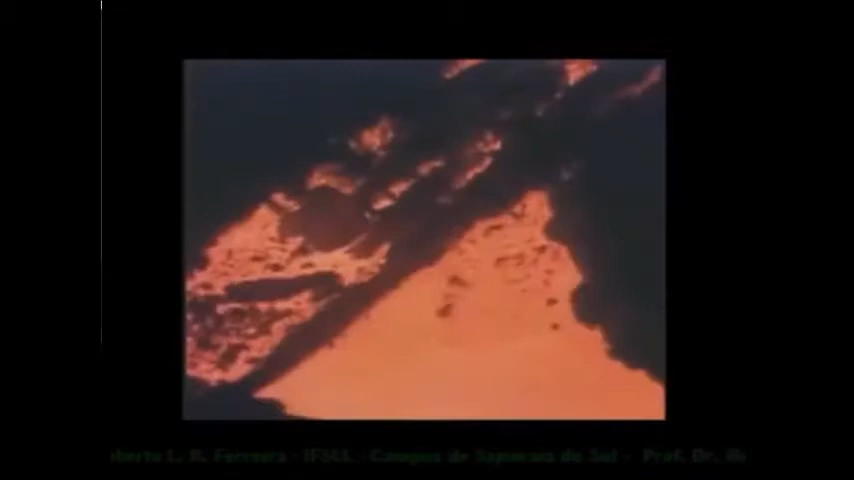 L. R. Ferreira - IFSUL - Campus de Sapucaia do Sul - Prof. Dr.